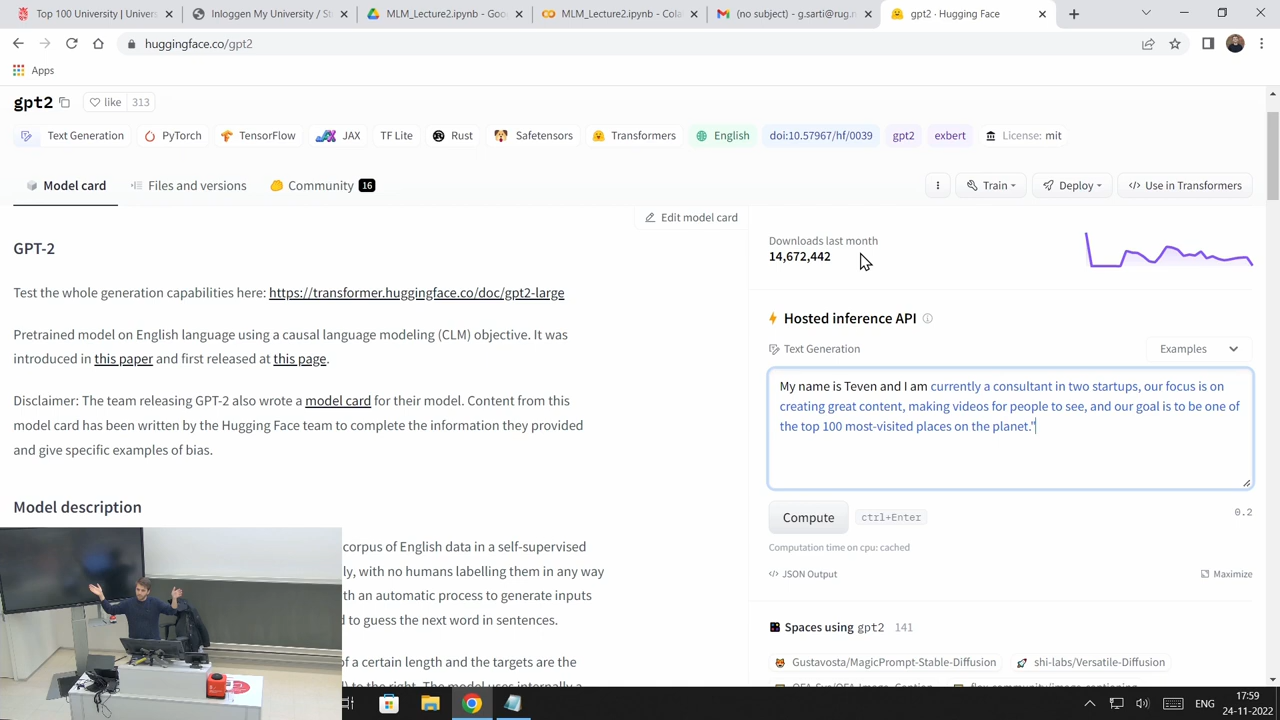 Top 100 University | Univers
Inloggen My University / St
MLM_Lecture2.ipynb - Goo
MLM_Lecture2.ipynb - Cola
(no subject) - g.sarti@rug.n
gpt2 · Hugging Face
huggingface.co/gpt2
Apps
gpt2
like 313
Text Generation PyTorch TensorFlow JAX TF Lite Rust Safetensors Transformers English doi:10.57967/hf/0039 gpt2 exbert License: mit
Model card Files and versions Community 16
Train Deploy </> Use in Transformers
Edit model card
GPT-2
Test the whole generation capabilities here: https://transformer.huggingface.co/doc/gpt2-large
Pretrained model on English language using a causal language modeling (CLM) objective. It was
introduced in this paper and first released at this page.
Disclaimer: The team releasing GPT-2 also wrote a model card for their model. Content from this
model card has been written by the Hugging Face team to complete the information they provided
and give specific examples of bias.
Model description
corpus of English data in a self-supervised
ly, with no humans labelling them in any way
th an automatic process to generate inputs
d to guess the next word in sentences.
of a certain length and the targets are the
Downloads last month
14,672,442
Hosted inference API
Text Generation
Examples
My name is Teven and I am currently a consultant in two startups, our focus is on
creating great content, making videos for people to see, and our goal is to be one of
the top 100 most-visited places on the planet."
Compute ctrl+Enter 0.2
Computation time on cpu: cached
</> JSON Output Maximize
Spaces using gpt2 141
Gustavosta/MagicPrompt-Stable-Diffusion shi-labs/Versatile-Diffusion
ENG
17:59
24-11-2022